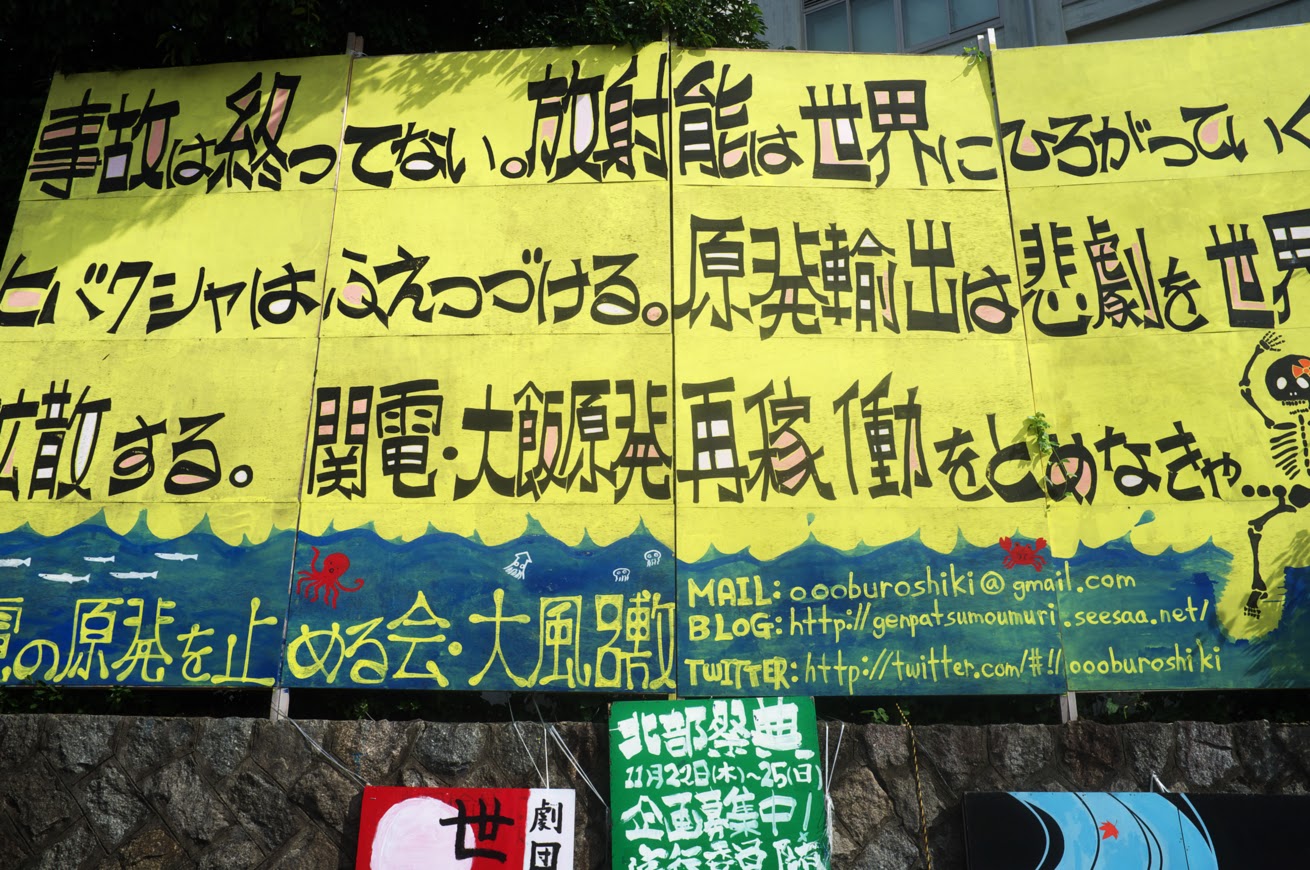 事故は終ってない。放射能は世界にひろがっていく
ヒバクシャはふえつづける。原発輸出は悲劇を世界
拡散する。関電・大飯原発再稼働をとめなきゃ…
電の原発を止める会・大風呂敷
MAIL: oooburoshiki@gmail.com
BLOG: http://genpatsumoumuri.seesaa.net/
TWITTER: http://twitter.com/#!/oooburoshiki
北部祭典
11月22日(木)~25日(日)
企画募集中!
世
劇団